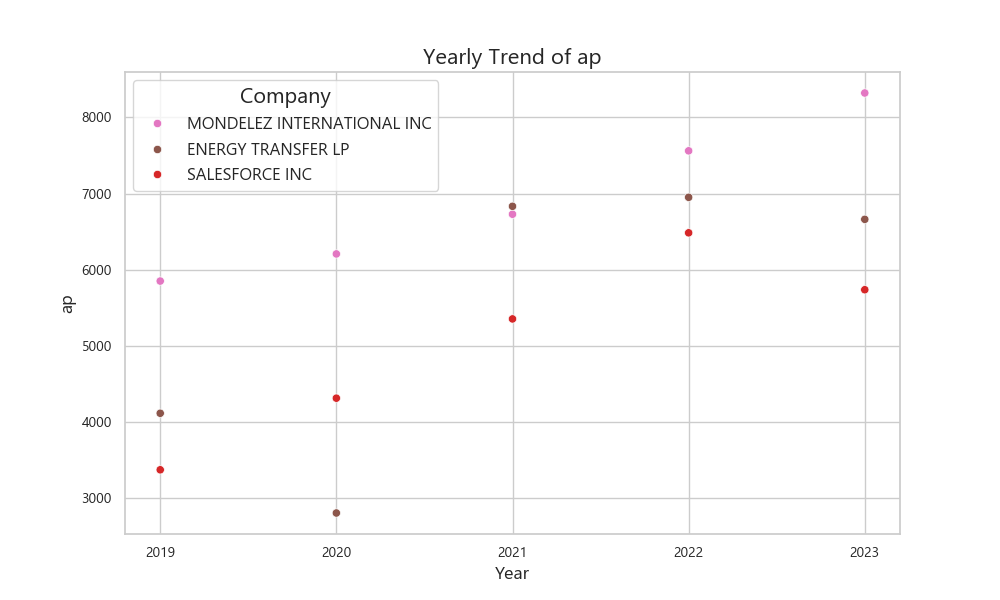 Yearly Trend of ap
Company
MONDELEZ INTERNATIONAL INC
ENERGY TRANSFER LP
SALESFORCE INC
ap
8000
7000
6000
5000
4000
3000
2019
2020
2021
2022
2023
Year